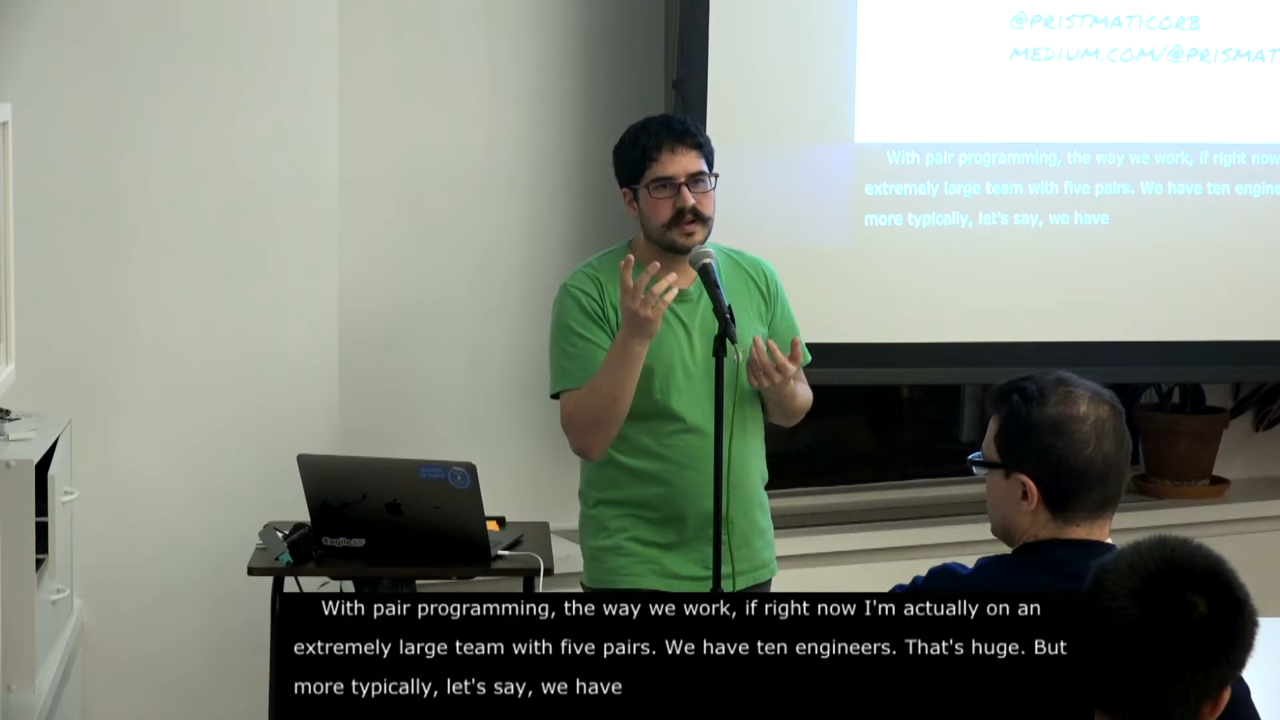 @PRISTMATICORB
MEDIUM.COM/@PRISMAT
With pair programming, the way we work, if right now
extremely large team with five pairs. We have ten engine
more typically, let's say, we have
With pair programming, the way we work, if right now I'm actually on an
extremely large team with five pairs. We have ten engineers. That's huge. But
more typically, let's say, we have